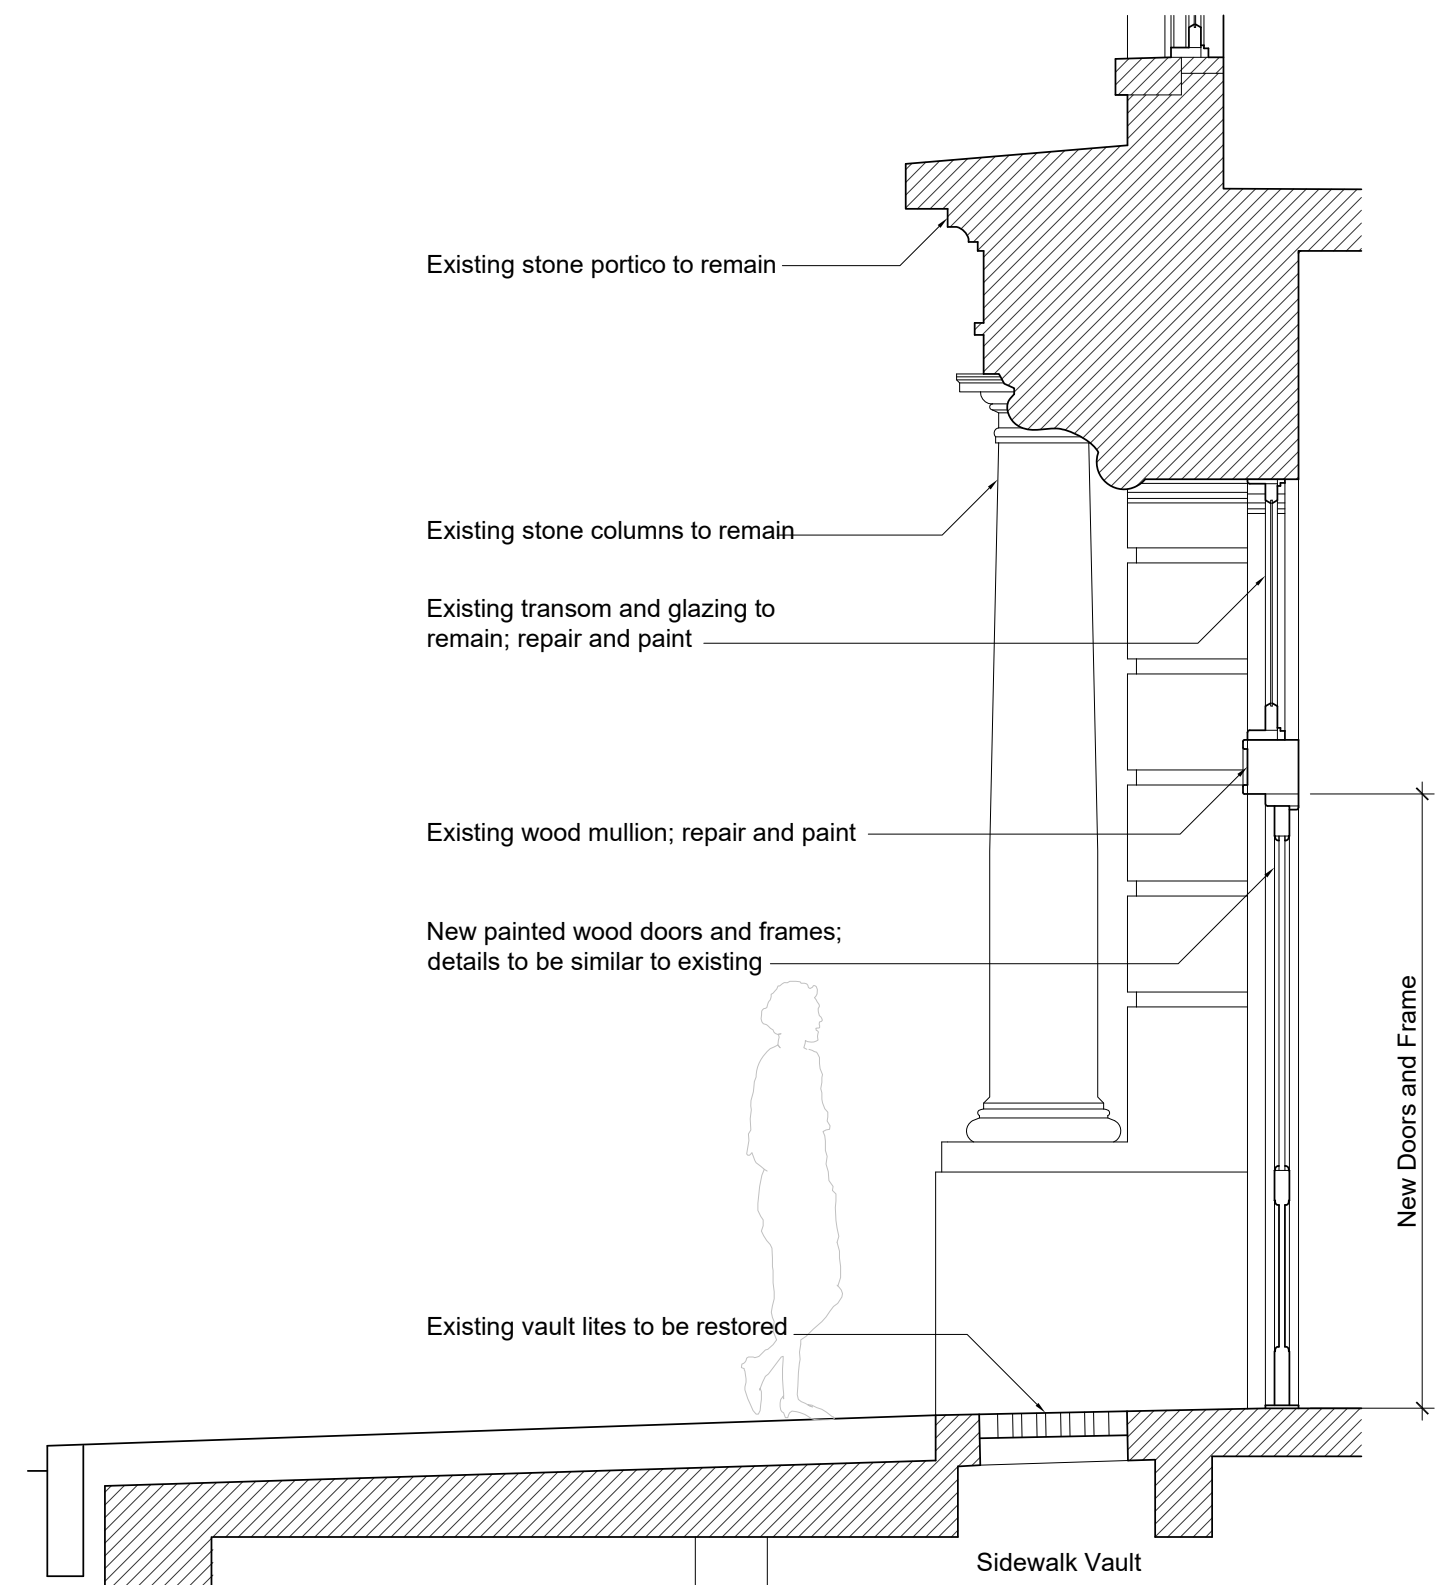 Existing stone portico to remain
Existing stone columns to remain
Existing transom and glazing to
remain; repair and paint
Existing wood mullion; repair and paint
New painted wood doors and frames;
details to be similar to existing
New Doors and Frame
Existing vault lites to be restored
Sidewalk Vault